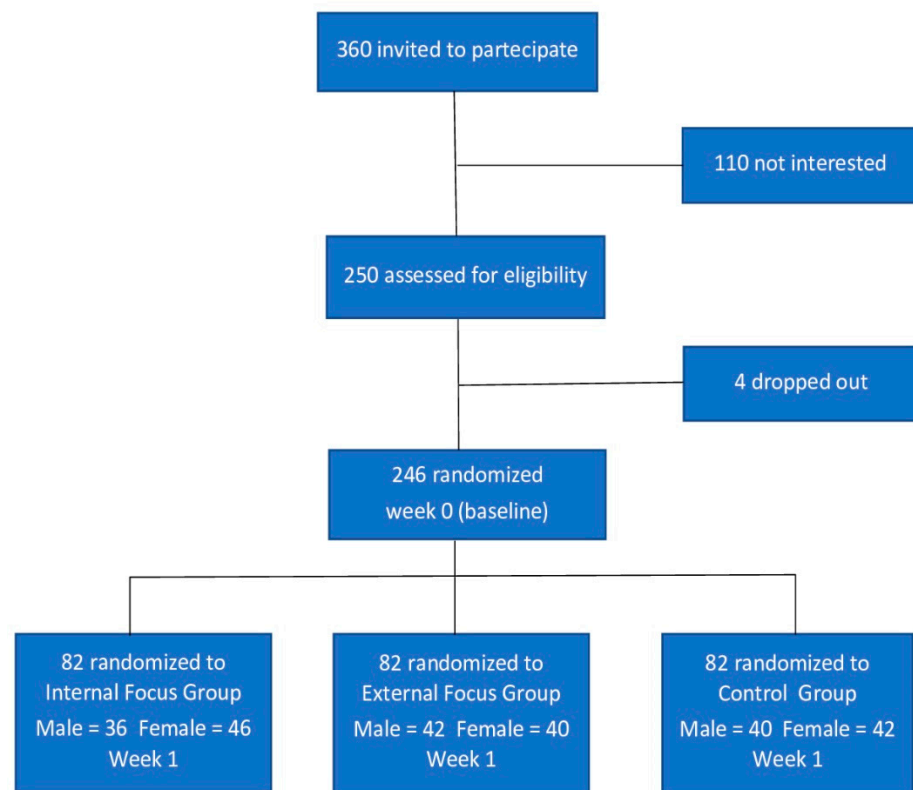 360 invited to partecipate
110 not interested
250 assessed for eligibility
4 dropped out
246 randomized
week 0 (baseline)
82 randomized to
Internal Focus Group
Male = 36 Female = 46
Week 1
82 randomized to
External Focus Group
Male = 42 Female = 40
Week 1
82 randomized to
Control Group
Male = 40 Female = 42
Week 1